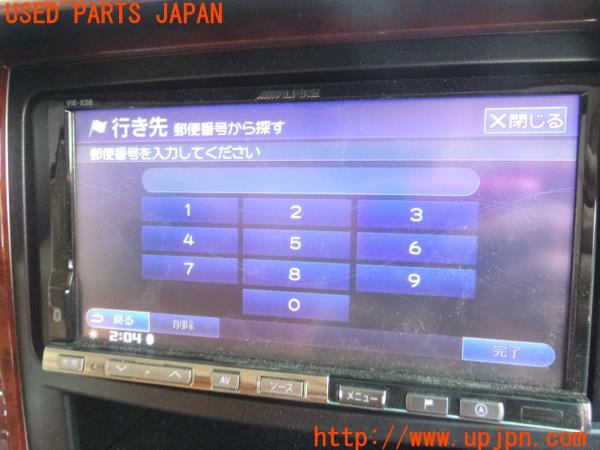 USED PARTS JAPAN
VIE-X08
ALPINE
行き先 郵便番号から探す
×閉じる
郵便番号を入力してください
1 2 3
4 5 6
7 8 9
0
戻る 削除
2:04
完了
AV ソース メニュー A
http://www.upjpn.com/